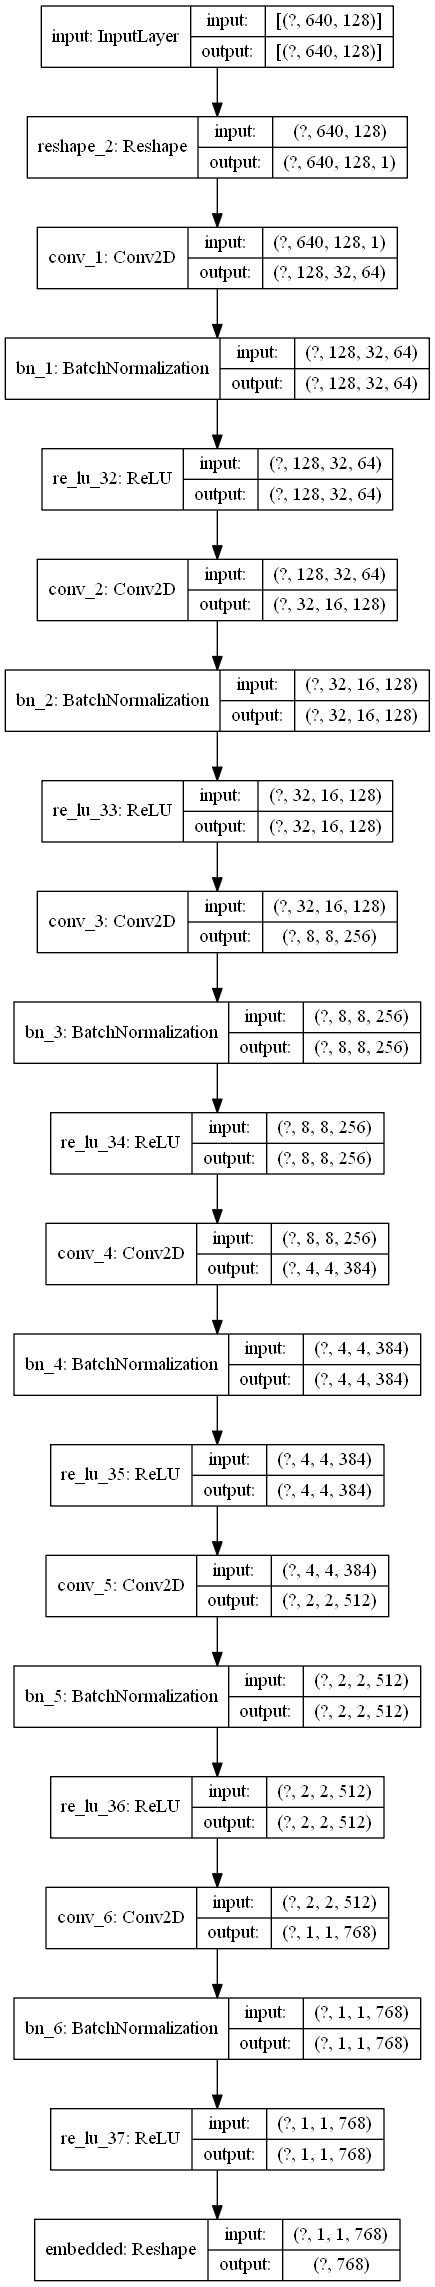 input: InputLayer
input: [(?, 640, 128)]
output: [(?, 640, 128)]
reshape_2: Reshape
input: (?, 640, 128)
output: (?, 640, 128, 1)
conv_1: Conv2D
input: (?, 640, 128, 1)
output: (?, 128, 32, 64)
bn_1: BatchNormalization
input: (?, 128, 32, 64)
output: (?, 128, 32, 64)
re_lu_32: ReLU
input: (?, 128, 32, 64)
output: (?, 128, 32, 64)
conv_2: Conv2D
input: (?, 128, 32, 64)
output: (?, 32, 16, 128)
bn_2: BatchNormalization
input: (?, 32, 16, 128)
output: (?, 32, 16, 128)
re_lu_33: ReLU
input: (?, 32, 16, 128)
output: (?, 32, 16, 128)
conv_3: Conv2D
input: (?, 32, 16, 128)
output: (?, 8, 8, 256)
bn_3: BatchNormalization
input: (?, 8, 8, 256)
output: (?, 8, 8, 256)
re_lu_34: ReLU
input: (?, 8, 8, 256)
output: (?, 8, 8, 256)
conv_4: Conv2D
input: (?, 8, 8, 256)
output: (?, 4, 4, 384)
bn_4: BatchNormalization
input: (?, 4, 4, 384)
output: (?, 4, 4, 384)
re_lu_35: ReLU
input: (?, 4, 4, 384)
output: (?, 4, 4, 384)
conv_5: Conv2D
input: (?, 4, 4, 384)
output: (?, 2, 2, 512)
bn_5: BatchNormalization
input: (?, 2, 2, 512)
output: (?, 2, 2, 512)
re_lu_36: ReLU
input: (?, 2, 2, 512)
output: (?, 2, 2, 512)
conv_6: Conv2D
input: (?, 2, 2, 512)
output: (?, 1, 1, 768)
bn_6: BatchNormalization
input: (?, 1, 1, 768)
output: (?, 1, 1, 768)
re_lu_37: ReLU
input: (?, 1, 1, 768)
output: (?, 1, 1, 768)
embedded: Reshape
input: (?, 1, 1, 768)
output: (?, 768)